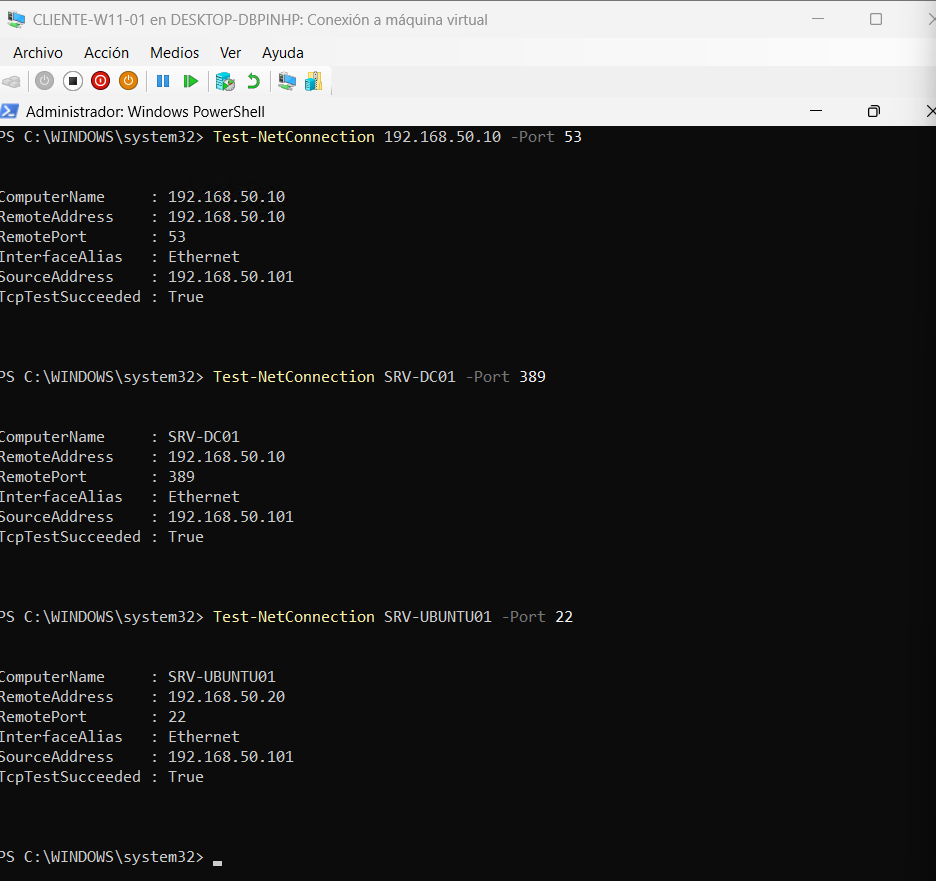 CLIENTE-W11-01 en DESKTOP-DBPINHP: Conexión a máquina virtual
Archivo Acción Medios Ver Ayuda
Administrador: Windows PowerShell
PS C:\WINDOWS\system32> Test-NetConnection 192.168.50.10 -Port 53
ComputerName : 192.168.50.10
RemoteAddress : 192.168.50.10
RemotePort : 53
InterfaceAlias : Ethernet
SourceAddress : 192.168.50.101
TcpTestSucceeded : True
PS C:\WINDOWS\system32> Test-NetConnection SRV-DC01 -Port 389
ComputerName : SRV-DC01
RemoteAddress : 192.168.50.10
RemotePort : 389
InterfaceAlias : Ethernet
SourceAddress : 192.168.50.101
TcpTestSucceeded : True
PS C:\WINDOWS\system32> Test-NetConnection SRV-UBUNTU01 -Port 22
ComputerName : SRV-UBUNTU01
RemoteAddress : 192.168.50.20
RemotePort : 22
InterfaceAlias : Ethernet
SourceAddress : 192.168.50.101
TcpTestSucceeded : True
PS C:\WINDOWS\system32>